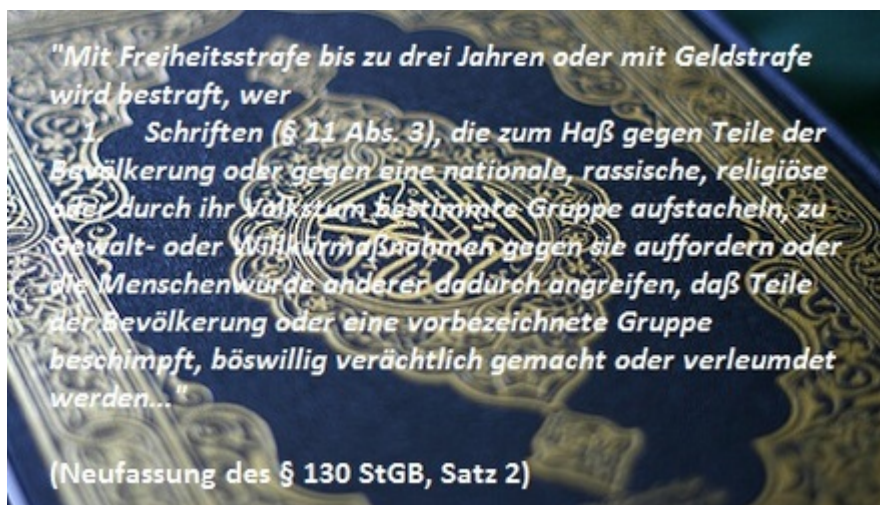 "Mit Freiheitsstrafe bis zu drei Jahren oder mit Geldstrafe
wird bestraft, wer
1. Schriften (§ 11 Abs. 3), die zum Haß gegen Teile der
Bevölkerung oder gegen eine nationale, rassische, religiöse
oder durch ihr Volkstum bestimmte Gruppe aufstacheln, zu
Gewalt- oder Willkürmaßnahmen gegen sie auffordern oder
die Menschenwürde anderer dadurch angreifen, daß Teile
der Bevölkerung oder eine vorbezeichnete Gruppe
beschimpft, böswillig verächtlich gemacht oder verleumdet
werden..."
(Neufassung des § 130 StGB, Satz 2)